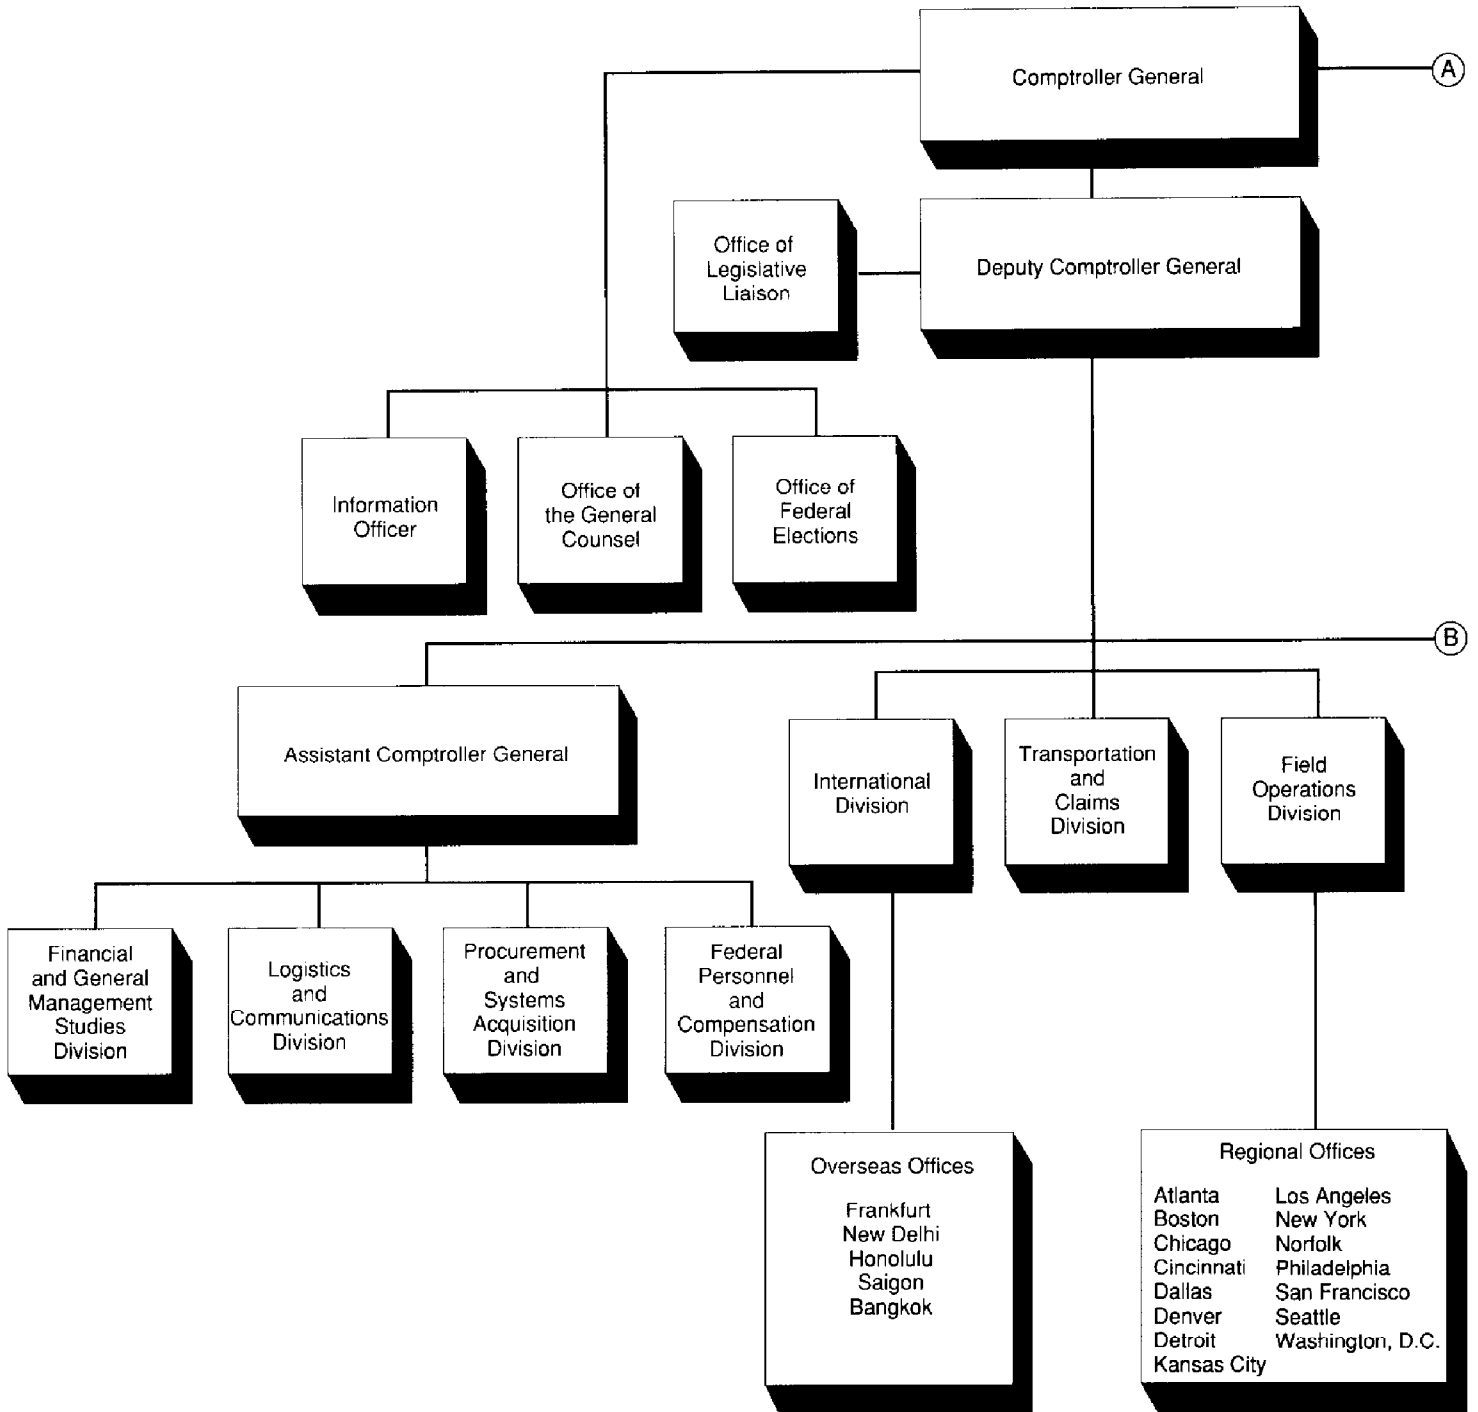 Comptroller General
A
Office of
Legislative
Liaison
Deputy Comptroller General
Information
Officer
Office of
the General
Counsel
Office of
Federal
Elections
B
Assistant Comptroller General
International
Division
Transportation
and
Claims
Division
Field
Operations
Division
Financial
and General
Management
Studies
Division
Logistics
and
Communications
Division
Procurement
and
Systems
Acquisition
Division
Federal
Personnel
and
Compensation
Division
Overseas Offices
Frankfurt
New Delhi
Honolulu
Saigon
Bangkok
Regional Offices
Atlanta
Boston
Chicago
Cincinnati
Dallas
Denver
Detroit
Kansas City
Los Angeles
New York
Norfolk
Philadelphia
San Francisco
Seattle
Washington, D.C.